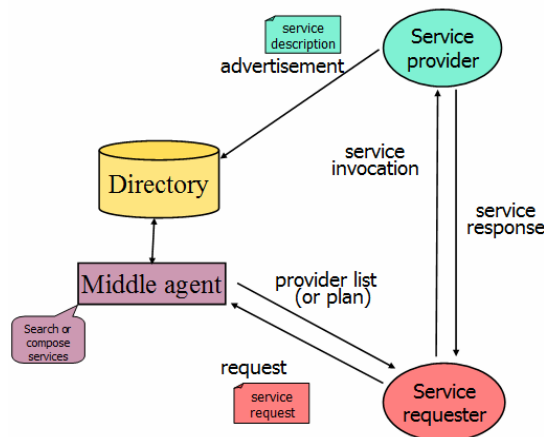 service
description
advertisement
Service
provider
Directory
service
invocation
service
response
Middle agent
provider list
(or plan)
Search or
compose
services
request
service
request
Service
requester